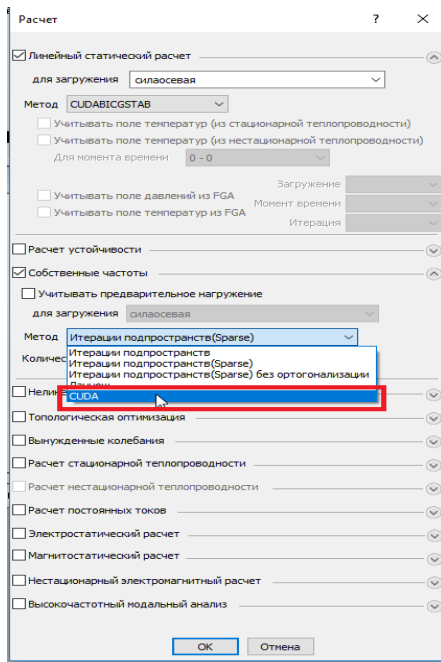 Расчет ? ×
Линейный статический расчет
для загружения силаосевая
Метод CUDABICGSTAB
Учитывать поле температур (из стационарной теплопроводности)
Учитывать поле температур (из нестационарной теплопроводности)
Для момента времени 0 - 0
Загружение
Учитывать поле давлений из FGA
Момент времени
Учитывать поле температур из FGA
Итерация
Расчет устойчивости
Собственные частоты
Учитывать предварительное нагружение
для загружения силаосевая
Метод Итерации подпространств(Sparse)
Итерации подпространств
Количес
Итерации подпространств(Sparse)
Итерации подпространств(Sparse) без ортогонализации
Нелин
CUDA
Топологическая оптимизация
Вынужденные колебания
Расчет стационарной теплопроводности
Расчет нестационарной теплопроводности
Расчет постоянных токов
Электростатический расчет
Магнитостатический расчет
Нестационарный электромагнитный расчет
Высокочастотный модальный анализ
OK Отмена